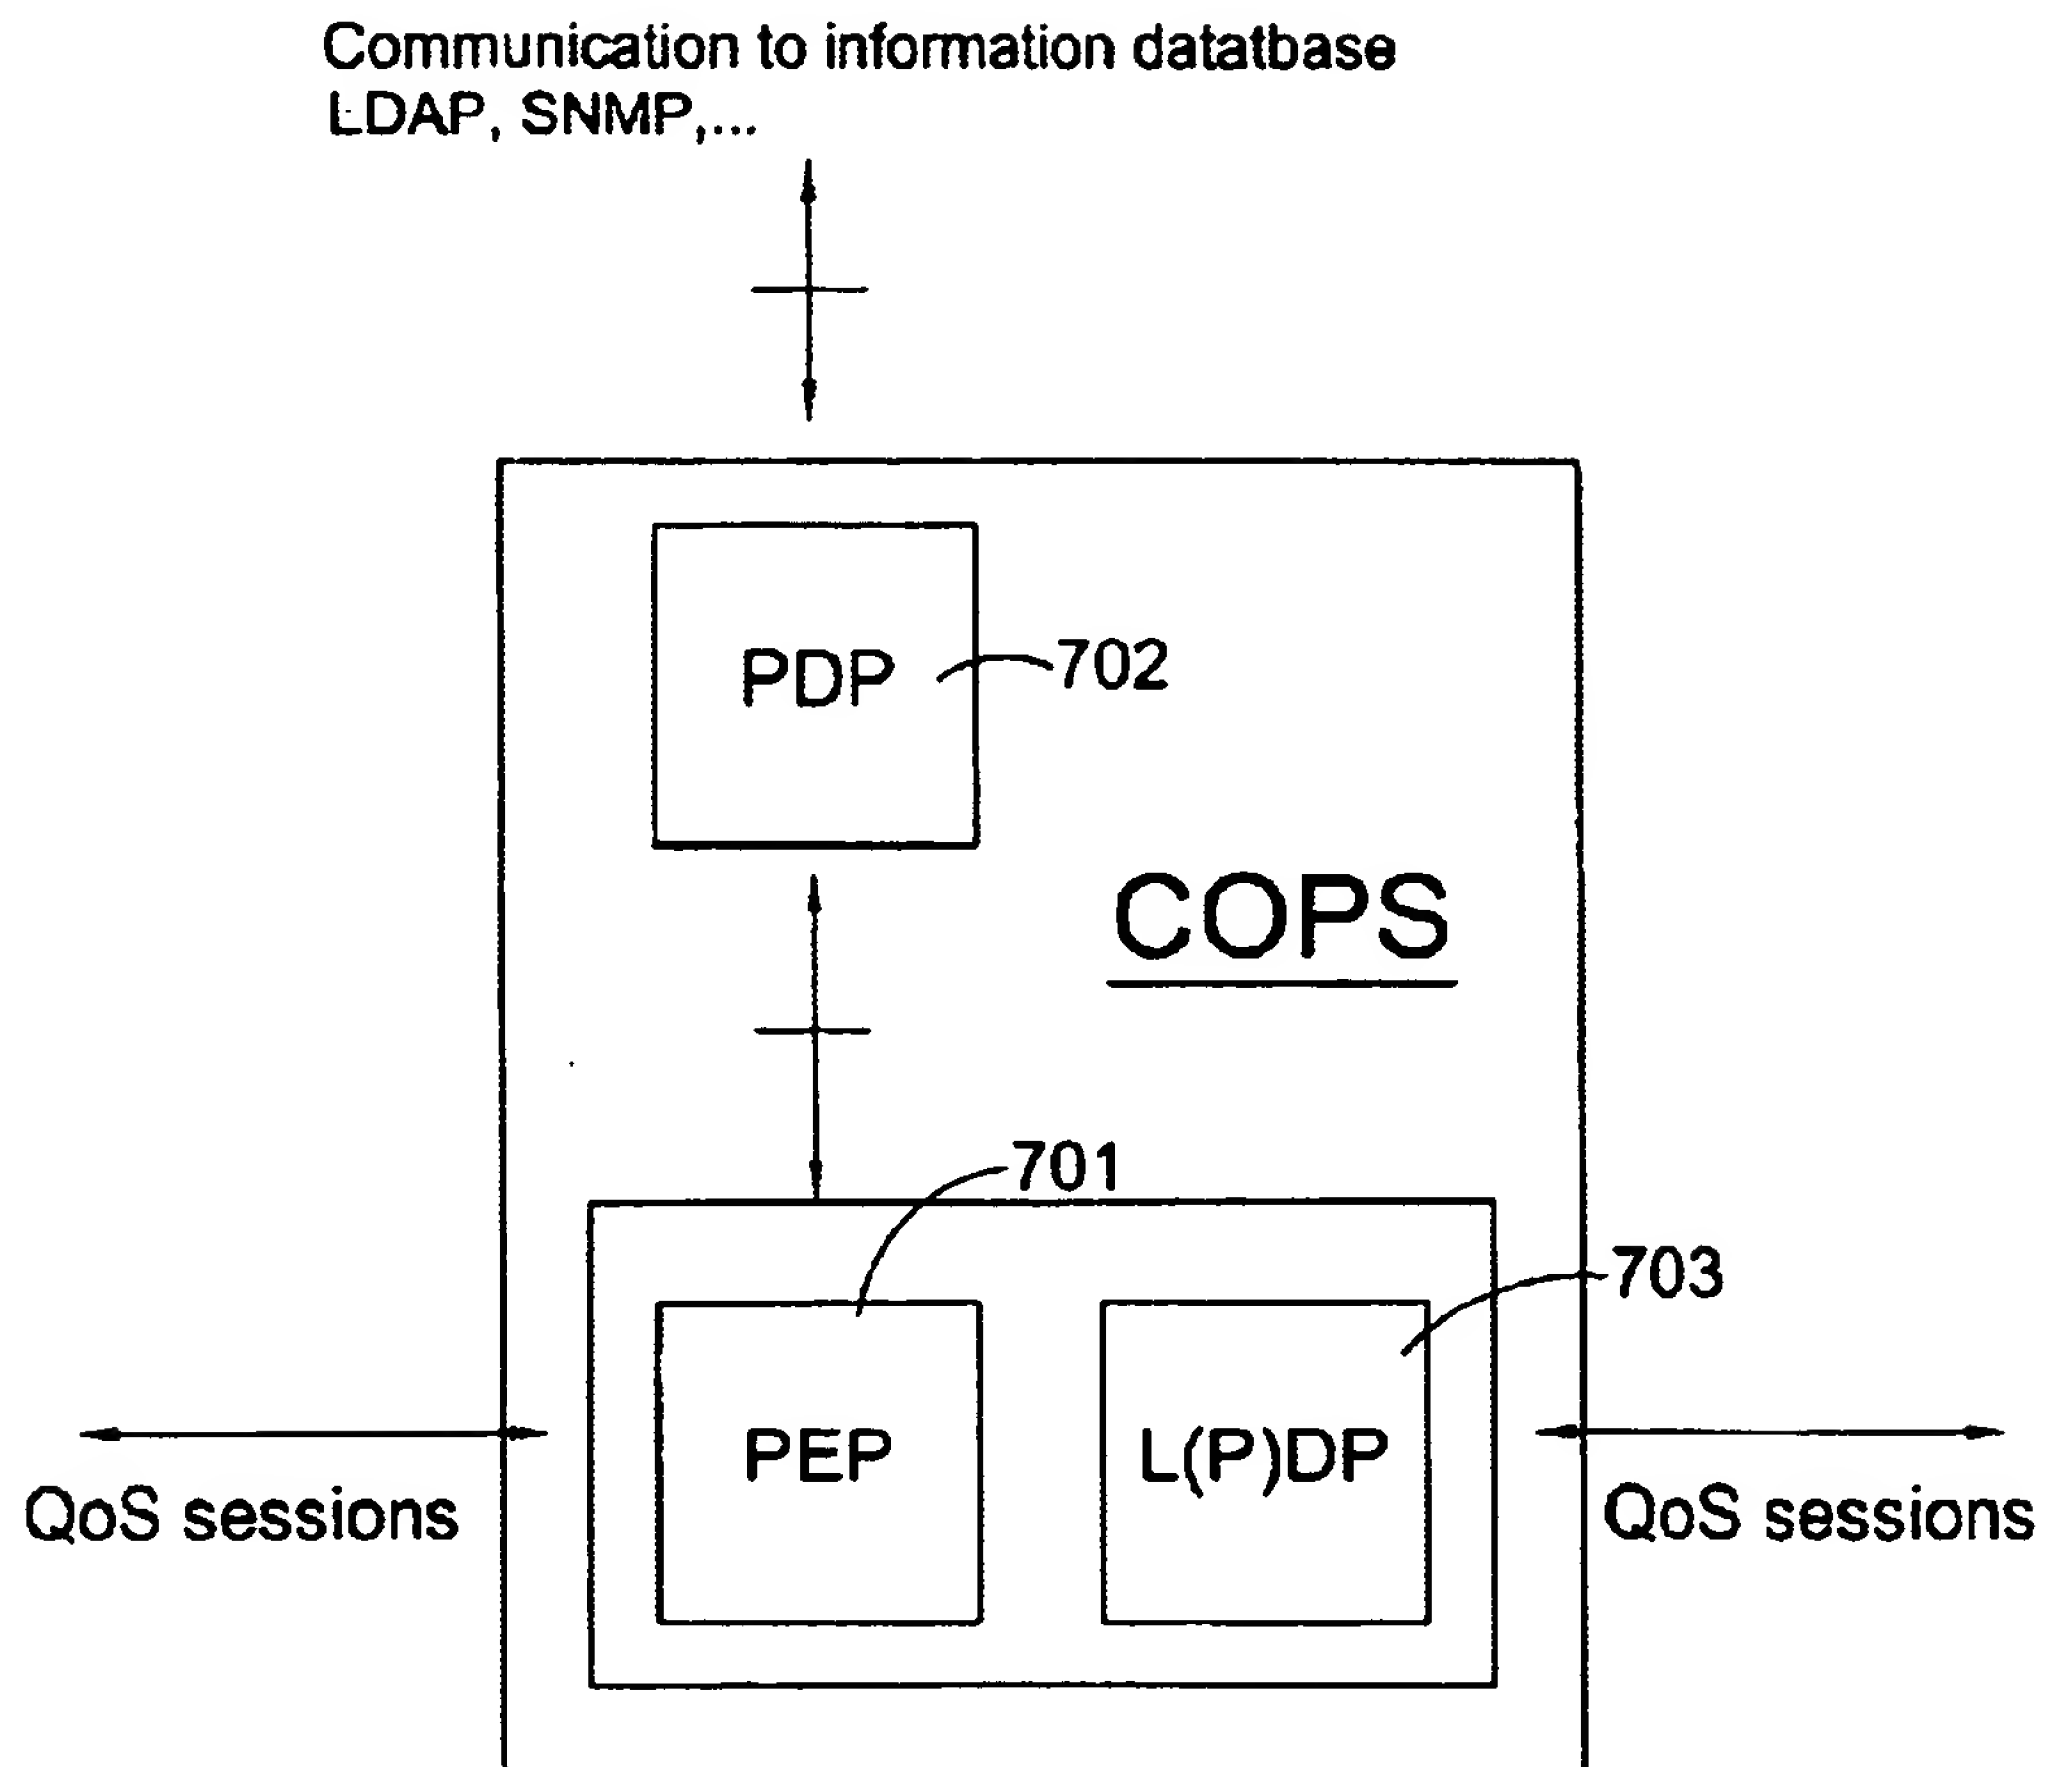 Communication to information datatbase
LDAP, SNMP,...
PDP
702
COPS
701
703
PEP
L(P)DP
QoS sessions
QoS sessions